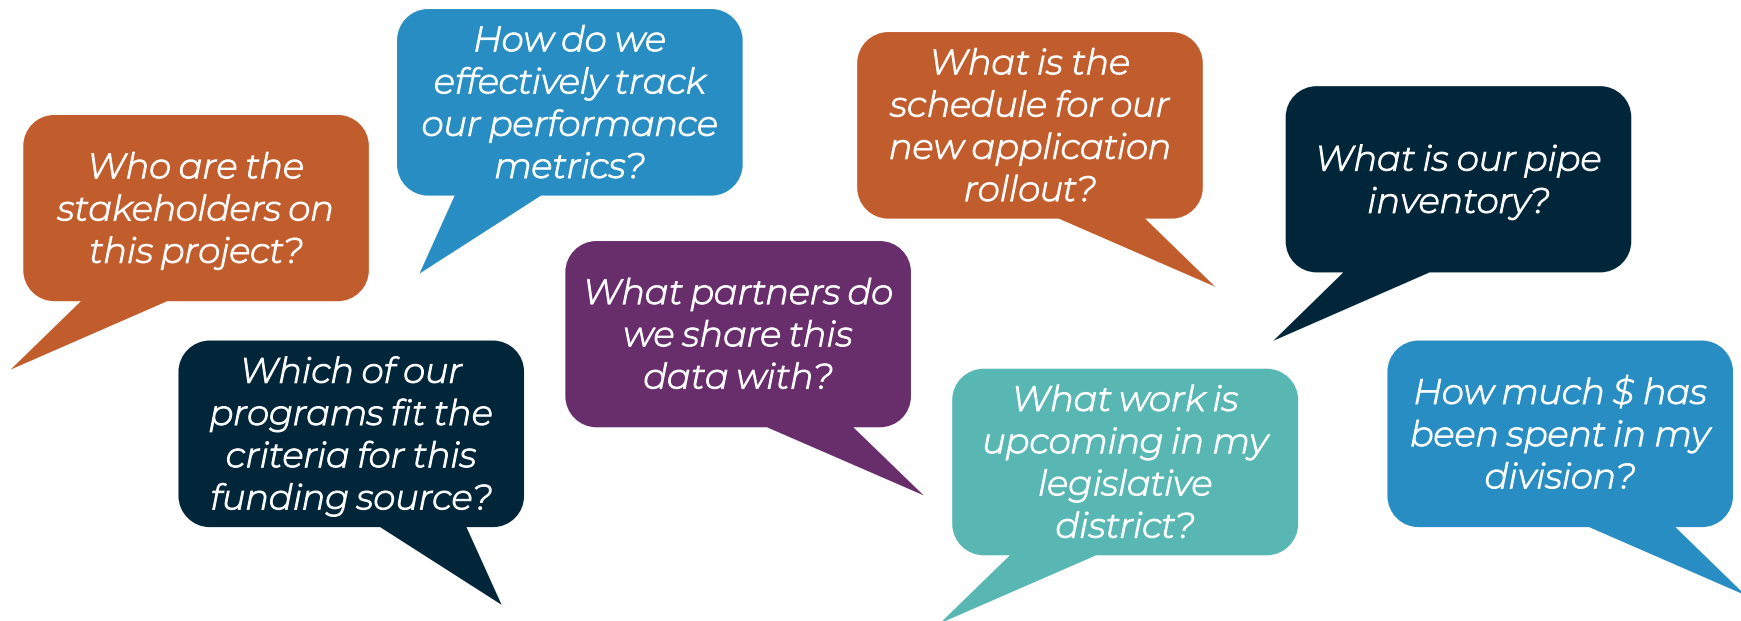 Who are the
stakeholders on
this project?
How do we
effectively track
our performance
metrics?
What is the
schedule for our
new application
rollout?
What is our pipe
inventory?
Which of our
programs fit the
criteria for this
funding source?
What partners do
we share this
data with?
What work is
upcoming in my
legislative
district?
How much $ has
been spent in my
division?